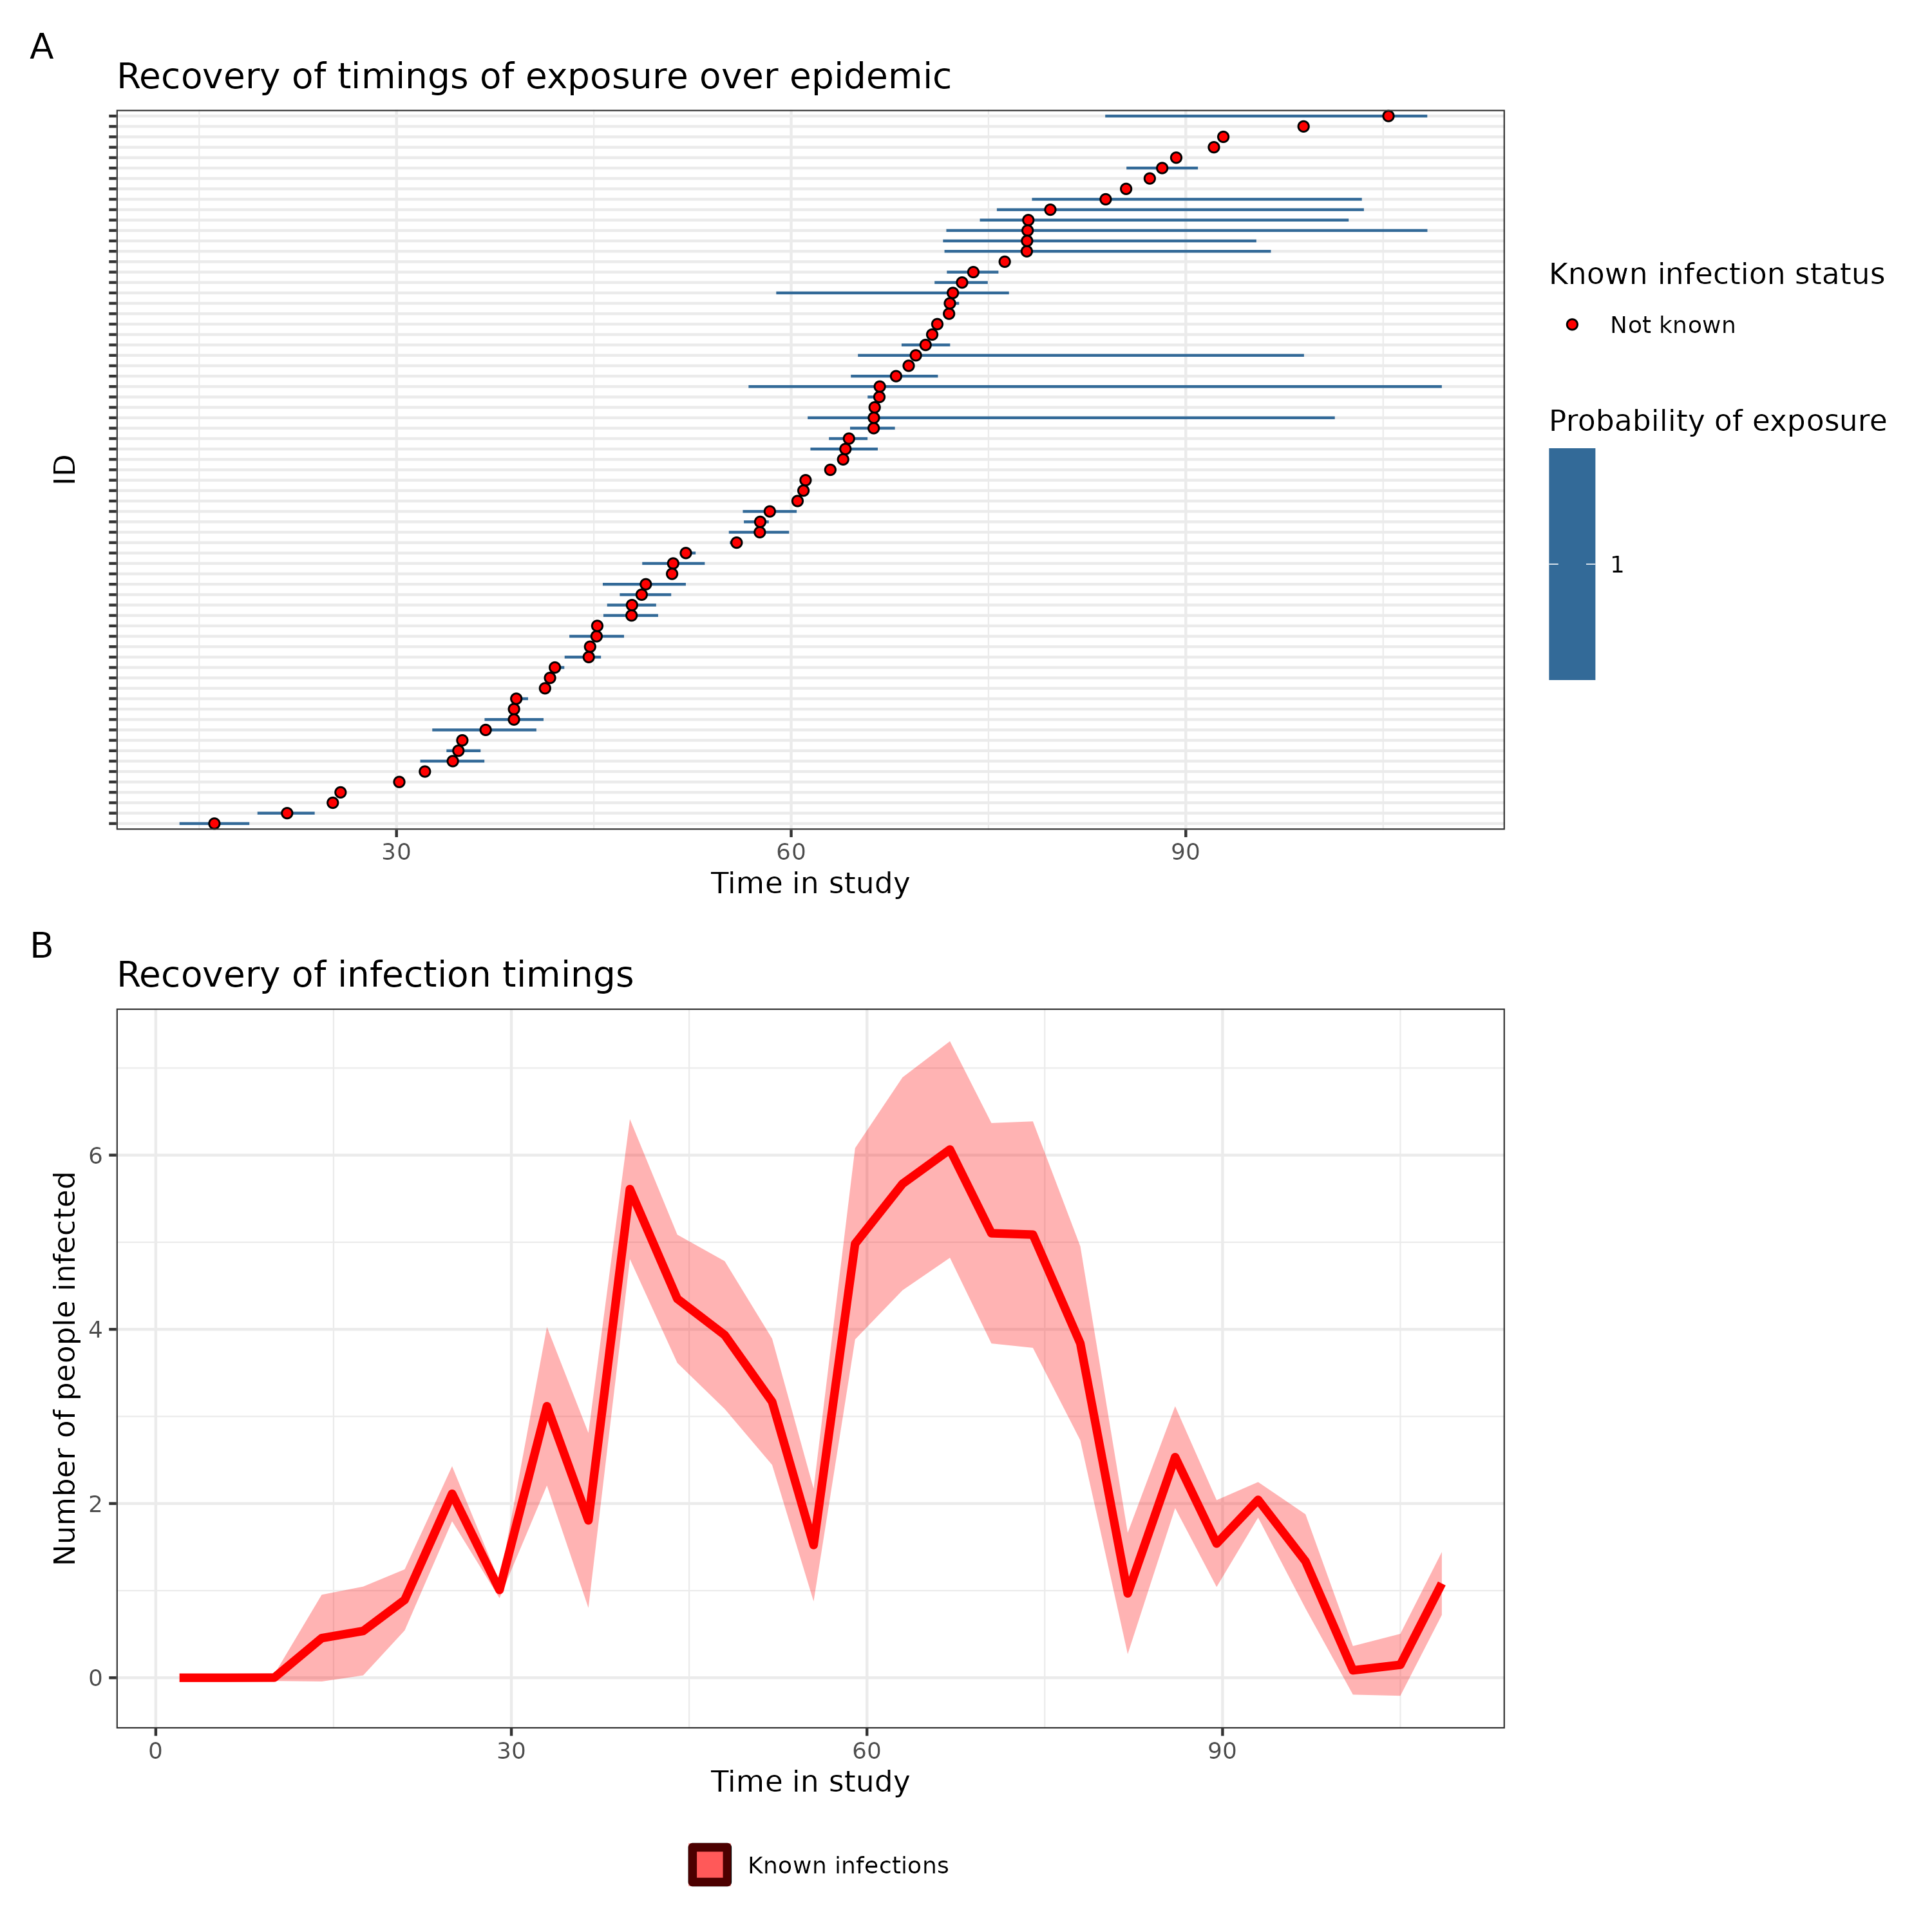 A
Recovery of timings of exposure over epidemic
ID
30 60 90
Time in study
Known infection status
Not known
Probability of exposure
1
B
Recovery of infection timings
Number of people infected
6
4
2
0
0 30 60 90
Time in study
Known infections